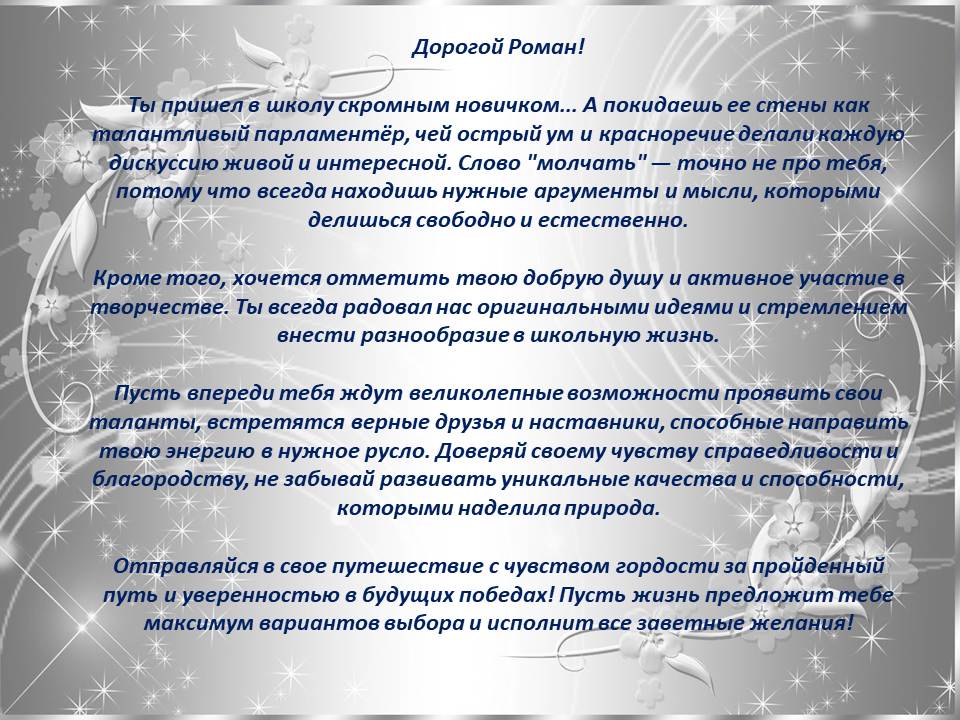 Дорогой Роман!
Ты пришел в школу скромным новичком... А покидаешь ее стены как
талантливый парламентёр, чей острый ум и красноречие делали каждую
дискуссию живой и интересной. Слово "молчать" — точно не про тебя,
потому что всегда находишь нужные аргументы и мысли, которыми
делишься свободно и естественно.
Кроме того, хочется отметить твою добрую душу и активное участие в
творчестве. Ты всегда радовал нас оригинальными идеями и стремлением
внести разнообразие в школьную жизнь.
Пусть впереди тебя ждут великолепные возможности проявить свои
таланты, встретятся верные друзья и наставники, способные направить
твою энергию в нужное русло. Доверяй своему чувству справедливости и
благородству, не забывай развивать уникальные качества и способности,
которыми наделила природа.
Отправляйся в свое путешествие с чувством гордости за пройденный
путь и уверенностью в будущих победах! Пусть жизнь предложит тебе
максимум вариантов выбора и исполнит все заветные желания!